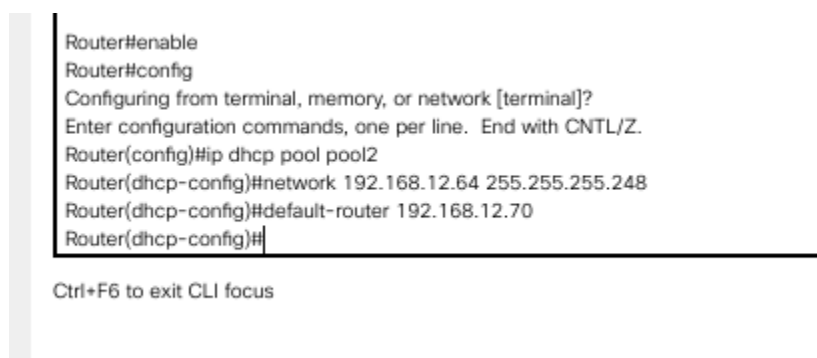 Router#enable
Router#config
Configuring from terminal, memory, or network [terminal]?
Enter configuration commands, one per line. End with CNTL/Z.
Router(config)#ip dhcp pool pool2
Router(dhcp-config)#network 192.168.12.64 255.255.255.248
Router(dhcp-config)#default-router 192.168.12.70
Router(dhcp-config)#
Ctrl+F6 to exit CLI focus